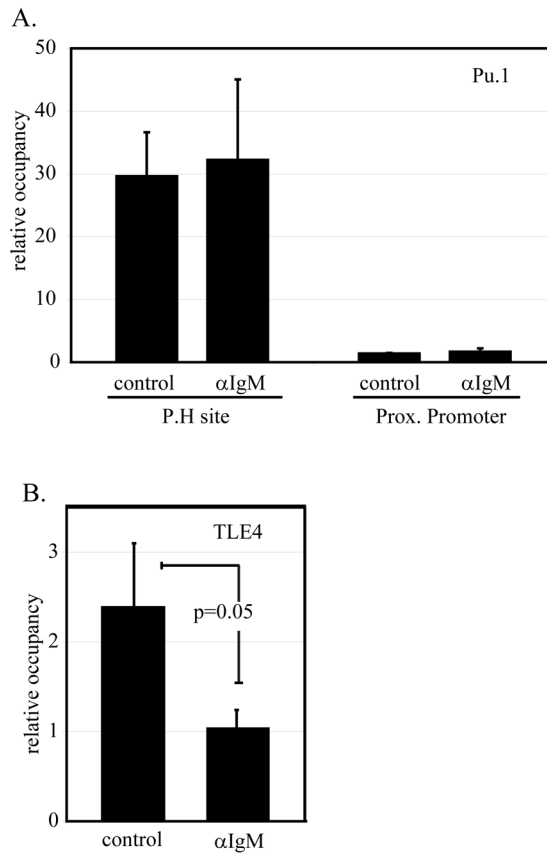 A.
50
Pu.1
40
30
20
10
0
relative occupancy
control αIgM control αIgM
P.H site Prox. Promoter
B.
TLE4
3
p=0.05
2
1
0
relative occupancy
control αIgM